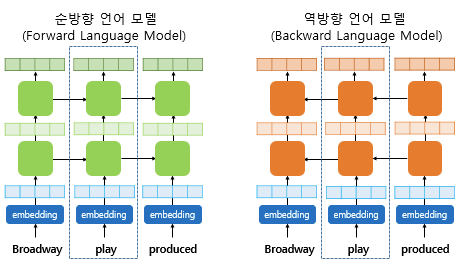 순방향 언어 모델
(Forward Language Model)
embedding embedding embedding
Broadway play produced
역방향 언어 모델
(Backward Language Model)
embedding embedding embedding
Broadway play produced